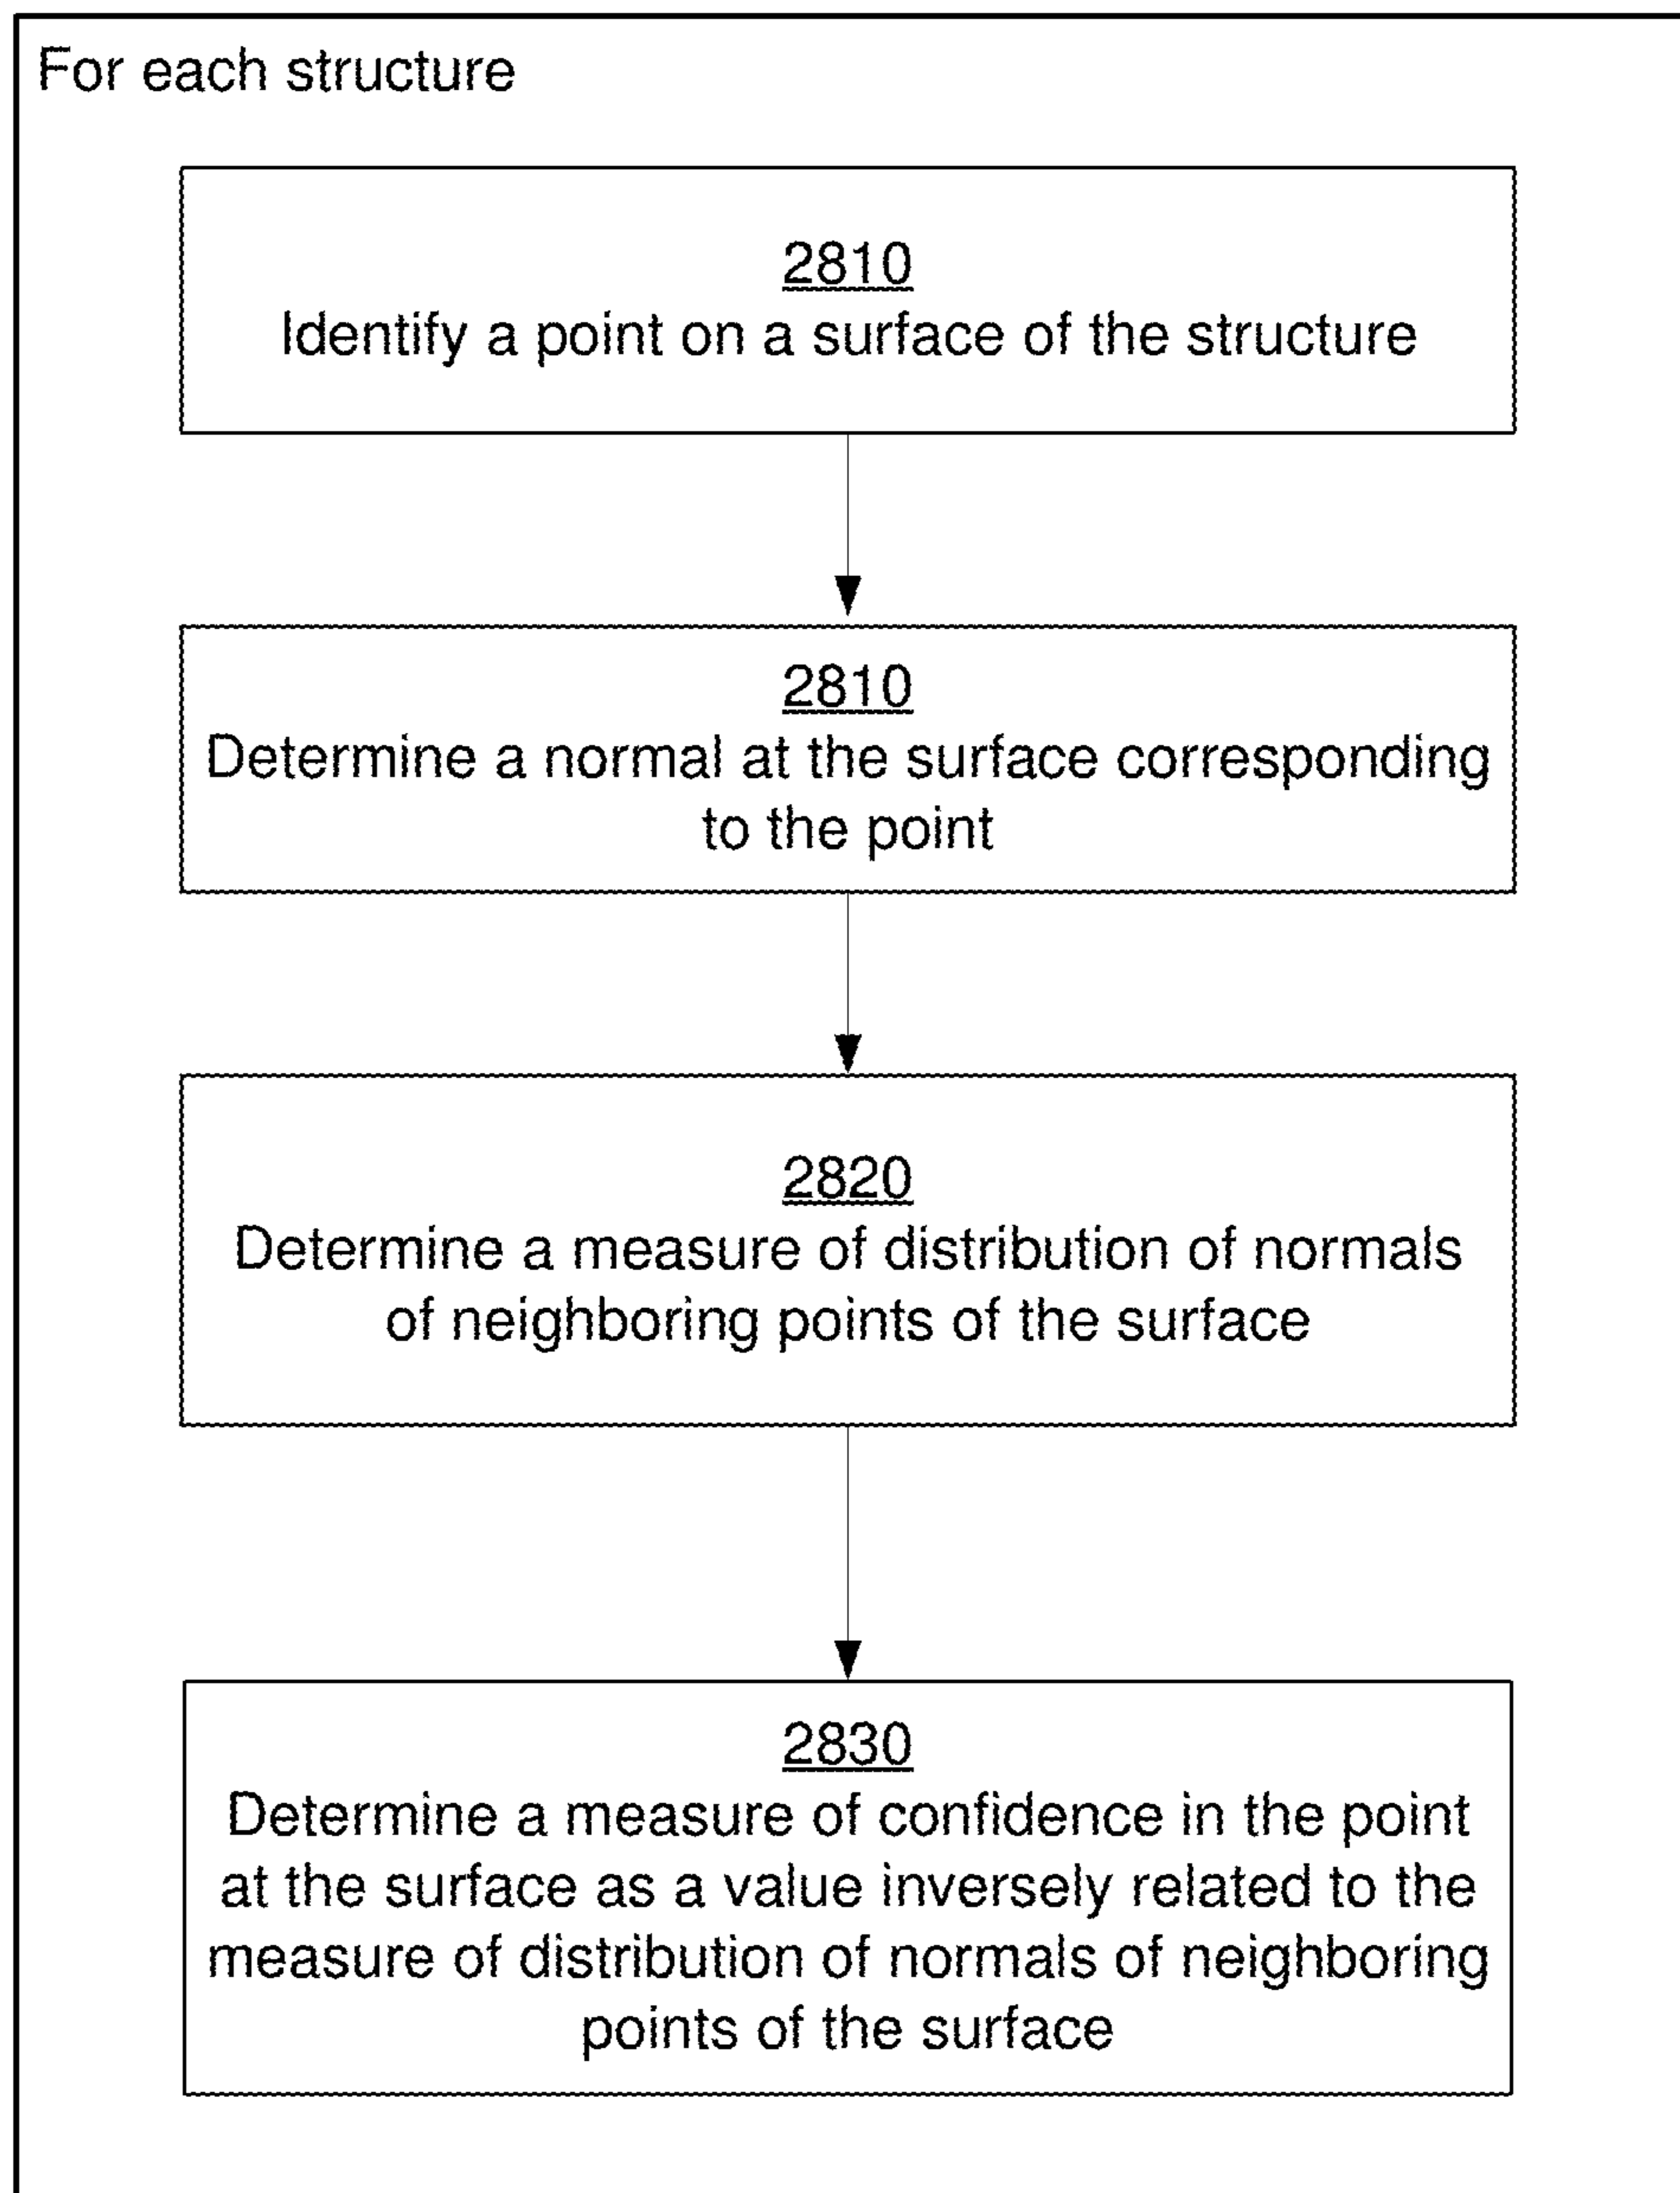 For each structure
2810
Identify a point on a surface of the structure
2810
Determine a normal at the surface corresponding
to the point
2820
Determine a measure of distribution of normals
of neighboring points of the surface
2830
Determine a measure of confidence in the point
at the surface as a value inversely related to the
measure of distribution of normals of neighboring
points of the surface